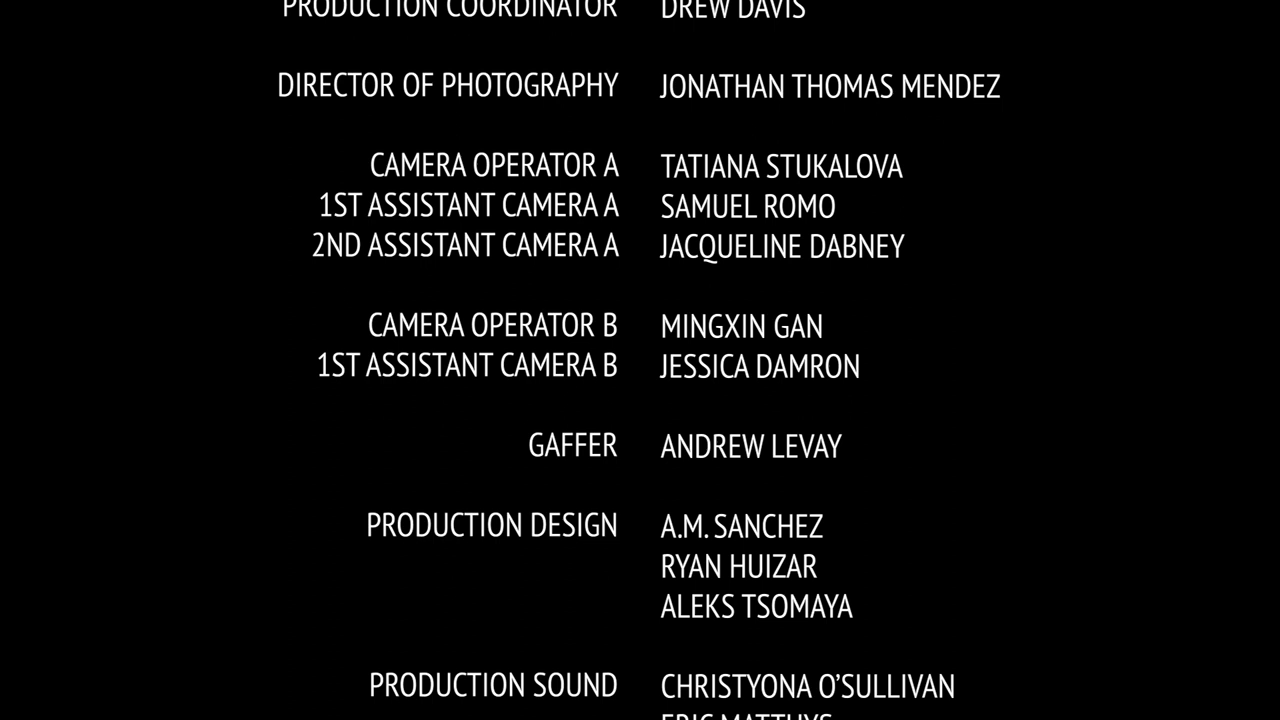 PRODUCTION COORDINATOR DREW DAVIS
DIRECTOR OF PHOTOGRAPHY JONATHAN THOMAS MENDEZ
CAMERA OPERATOR A TATIANA STUKALOVA
1ST ASSISTANT CAMERA A SAMUEL ROMO
2ND ASSISTANT CAMERA A JACQUELINE DABNEY
CAMERA OPERATOR B MINGXIN GAN
1ST ASSISTANT CAMERA B JESSICA DAMRON
GAFFER ANDREW LEVAY
PRODUCTION DESIGN A.M. SANCHEZ
RYAN HUIZAR
ALEKS TSOMAYA
PRODUCTION SOUND CHRISTYONA O’SULLIVAN
ERIC MATTHYS